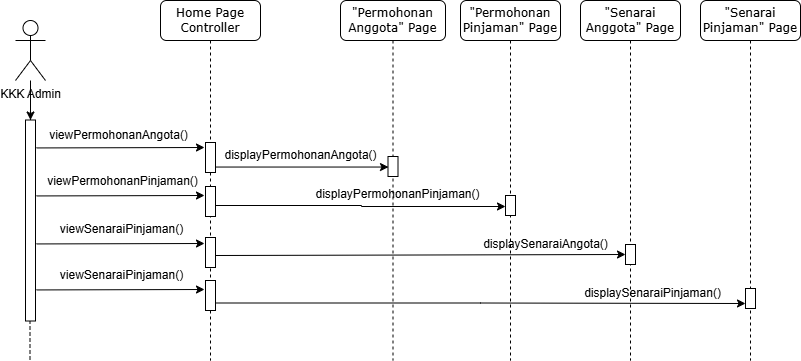 Home Page
Controller
"Permohonan
Anggota" Page
"Permohonan
Pinjaman" Page
"Senarai
Anggota" Page
"Senarai
Pinjaman" Page
KKK Admin
viewPermohonanAngota()
displayPermohonanAngota()
viewPermohonanPinjaman()
displayPermohonanPinjaman()
viewSenaraiPinjaman()
displaySenaraiAngota()
viewSenaraiPinjaman()
displaySenaraiPinjaman()